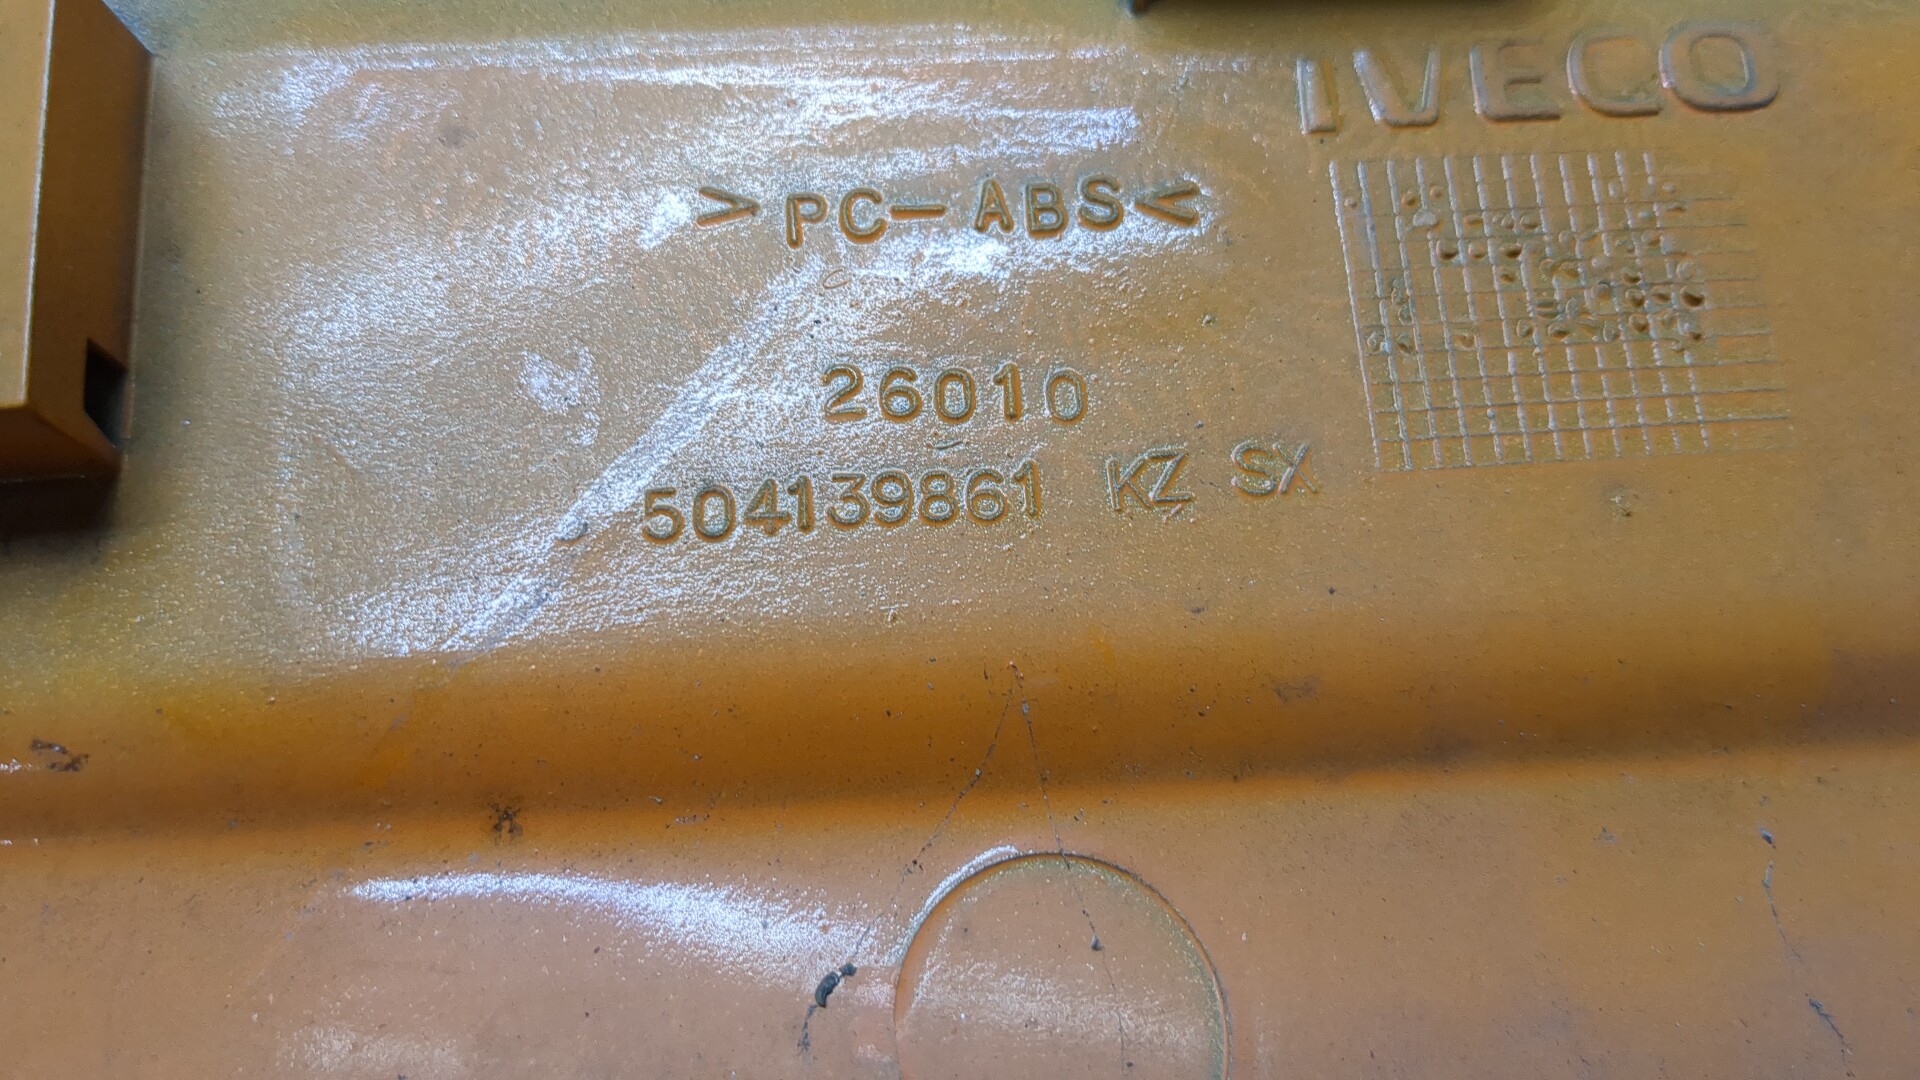 IVECO
>PC-ABS<
26010
504139861 KZ SX